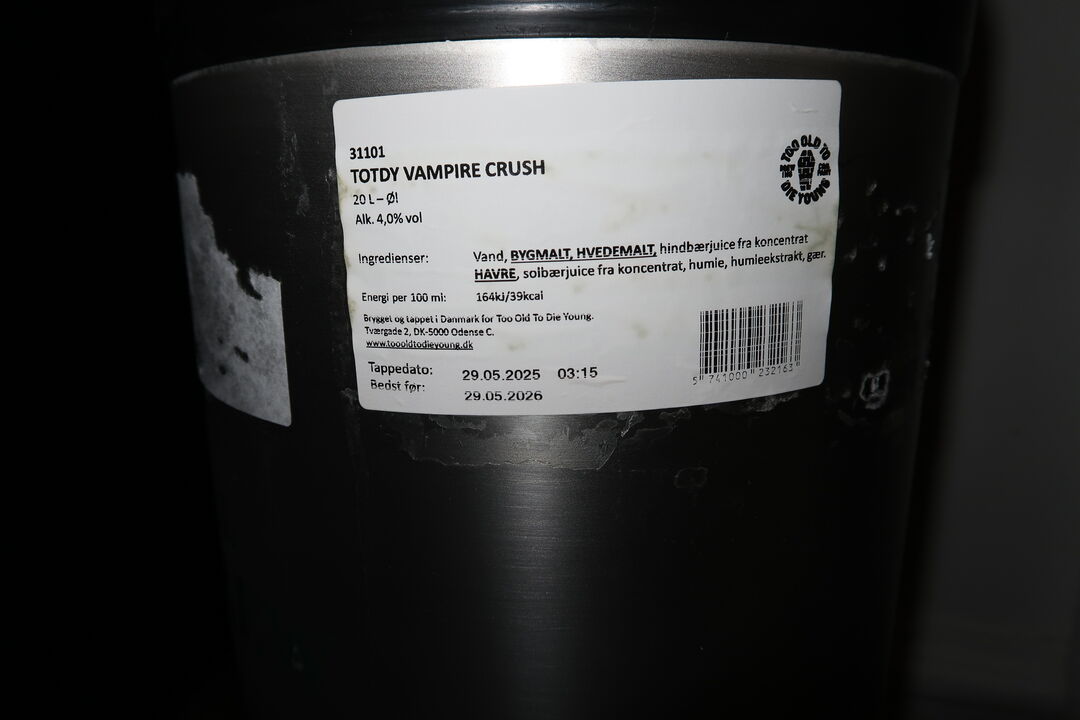 31101
TOTDY VAMPIRE CRUSH
20 L – Øl
Alk. 4,0% vol
TOO OLD TO
DIE YOUNG
Ingredienser: Vand, BYGMALT, HVEDEMALT, hindbærjuice fra koncentrat
HAVRE, solbærjuice fra koncentrat, humle, humleekstrakt, gær.
Energi per 100 ml: 164kj/39kcal
Brygget og tappet i Danmark for Too Old To Die Young.
Tværgade 2, DK-5000 Odense C.
www.toooldtodieyoung.dk
Tappedato: 29.05.2025 03:15
Bedst før: 29.05.2026
5 741000 232163